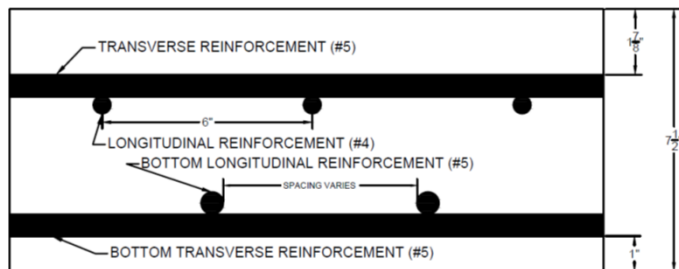 TRANSVERSE REINFORCEMENT (#5)
1 7/8"
6"
LONGITUDINAL REINFORCEMENT (#4)
BOTTOM LONGITUDINAL REINFORCEMENT (#5)
7 1/2"
SPACING VARIES
BOTTOM TRANSVERSE REINFORCEMENT (#5)
1"